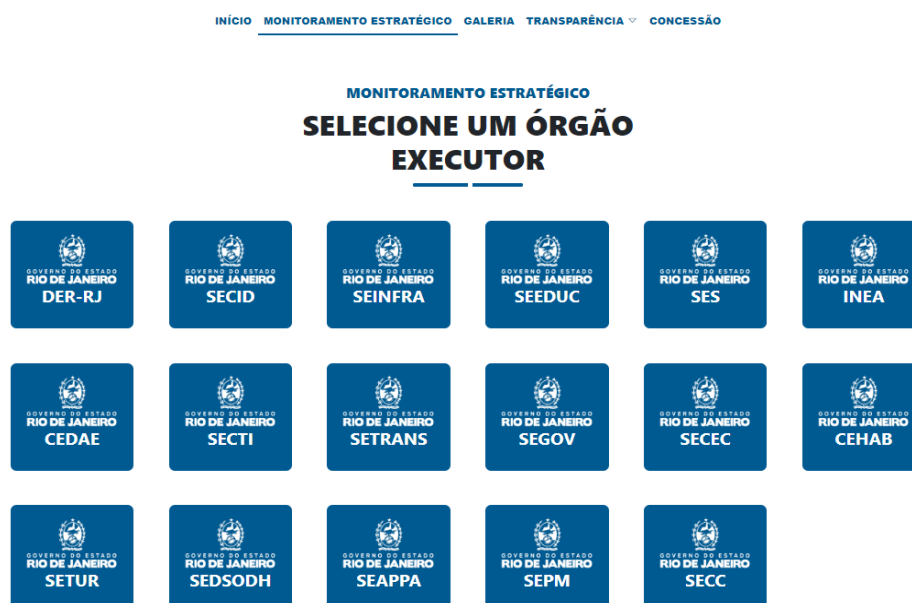 INÍCIO MONITORAMENTO ESTRATÉGICO GALERIA TRANSPARÊNCIA CONCESSÃO
MONITORAMENTO ESTRATÉGICO
SELECIONE UM ÓRGÃO
EXECUTOR
GOVERNO DO ESTADO
RIO DE JANEIRO
DER-RJ
GOVERNO DO ESTADO
RIO DE JANEIRO
SECID
GOVERNO DO ESTADO
RIO DE JANEIRO
SEINFRA
GOVERNO DO ESTADO
RIO DE JANEIRO
SEEDUC
GOVERNO DO ESTADO
RIO DE JANEIRO
SES
GOVERNO DO ESTADO
RIO DE JANEIRO
INEA
GOVERNO DO ESTADO
RIO DE JANEIRO
CEDAE
GOVERNO DO ESTADO
RIO DE JANEIRO
SECTI
GOVERNO DO ESTADO
RIO DE JANEIRO
SETRANS
GOVERNO DO ESTADO
RIO DE JANEIRO
SEGOV
GOVERNO DO ESTADO
RIO DE JANEIRO
SECEC
GOVERNO DO ESTADO
RIO DE JANEIRO
CEHAB
GOVERNO DO ESTADO
RIO DE JANEIRO
SETUR
GOVERNO DO ESTADO
RIO DE JANEIRO
SEDSODH
GOVERNO DO ESTADO
RIO DE JANEIRO
SEAPPA
GOVERNO DO ESTADO
RIO DE JANEIRO
SEPM
GOVERNO DO ESTADO
RIO DE JANEIRO
SECC